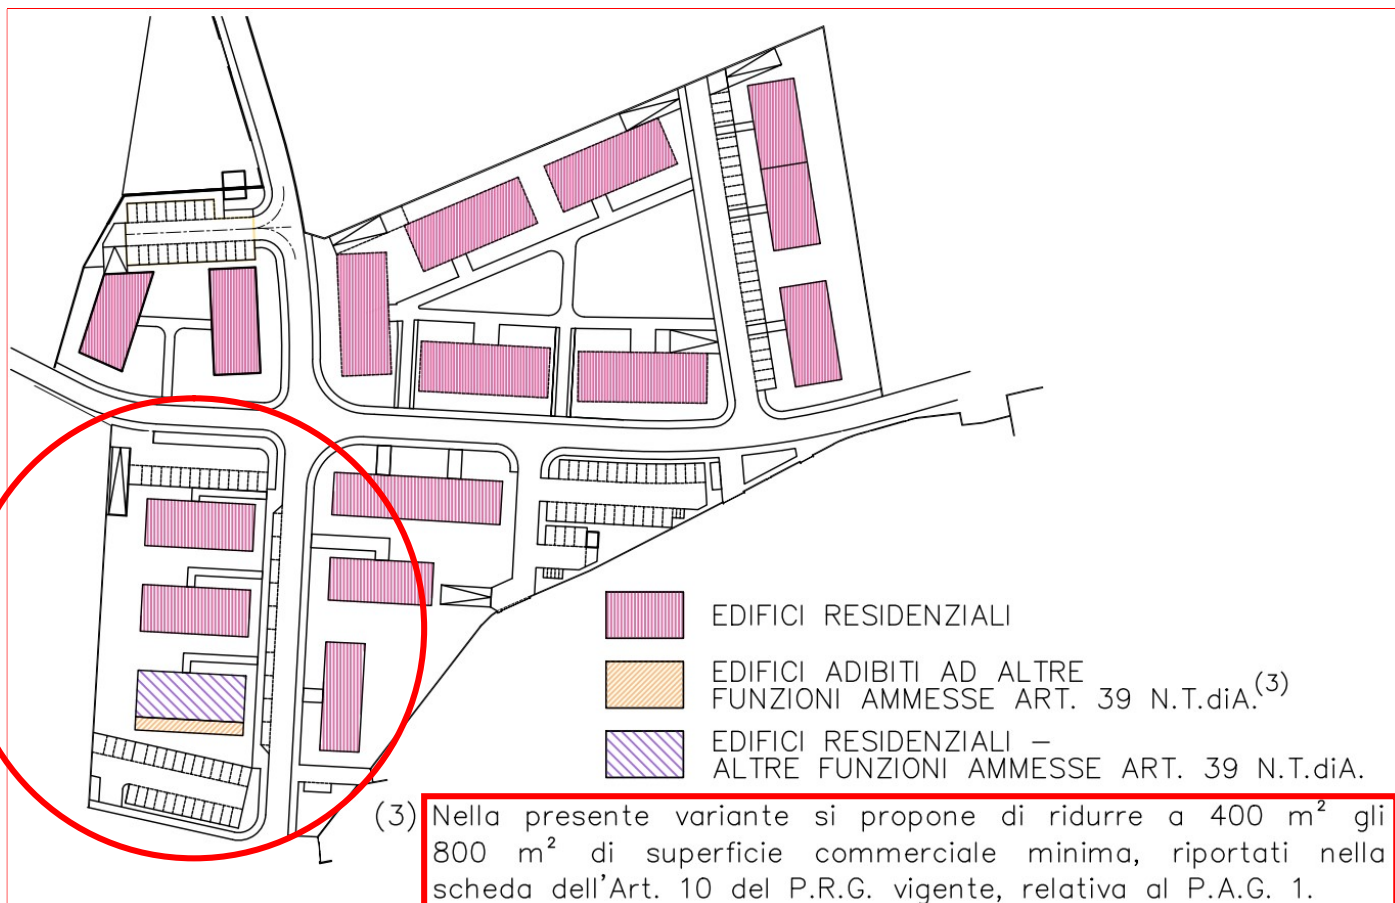 EDIFICI RESIDENZIALI
EDIFICI ADIBITI AD ALTRE
FUNZIONI AMMESSE ART. 39 N.T.diA.(3)
EDIFICI RESIDENZIALI –
ALTRE FUNZIONI AMMESSE ART. 39 N.T.diA.
(3) Nella presente variante si propone di ridurre a 400 m² gli
800 m² di superficie commerciale minima, riportati nella
scheda dell'Art. 10 del P.R.G. vigente, relativa al P.A.G. 1.